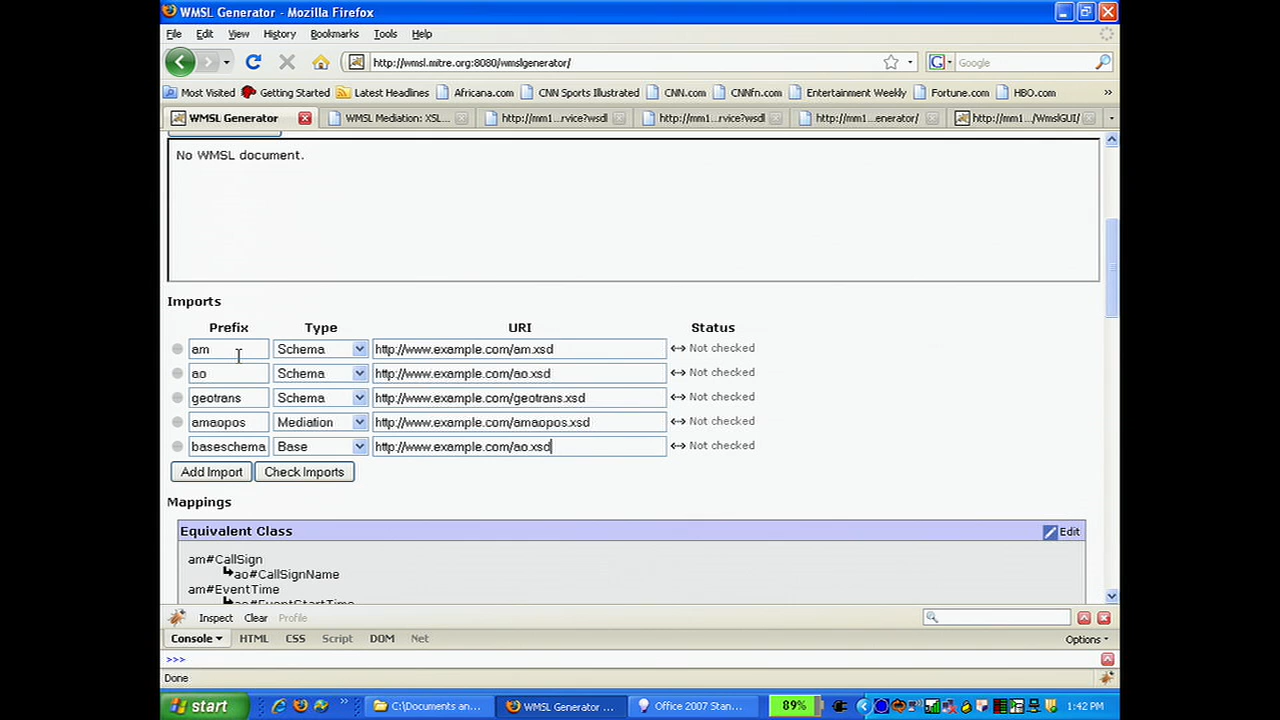 WMSL Generator - Mozilla Firefox
File Edit View History Bookmarks Tools Help
http://wmsl.mitre.org:8080/wmslgenerator/ Google
Most Visited Getting Started Latest Headlines Africana.com CNN Sports Illustrated CNN.com CNNfn.com Entertainment Weekly Fortune.com HBO.com »
WMSL Generator WMSL Mediation: XSL... http://mm1...rvice?wsdl http://mm1...rvice?wsdl http://mm1...enerator/ http://mm1.../WmslGUI/
No WMSL document.
Imports
Prefix Type URI Status
am Schema http://www.example.com/am.xsd Not checked
ao Schema http://www.example.com/ao.xsd Not checked
geotrans Schema http://www.example.com/geotrans.xsd Not checked
amaopos Mediation http://www.example.com/amaopos.xsd Not checked
baseschema Base http://www.example.com/ao.xsd Not checked
Add Import Check Imports
Mappings
Equivalent Class Edit
am#CallSign
ao#CallSignName
am#EventTime
ao#EventStartTime
Inspect Clear Profile
Console HTML CSS Script DOM Net Options
>>>
Done
start » C:\Documents an... WMSL Generator ... Office 2007 Stan... 89% 1:42 PM